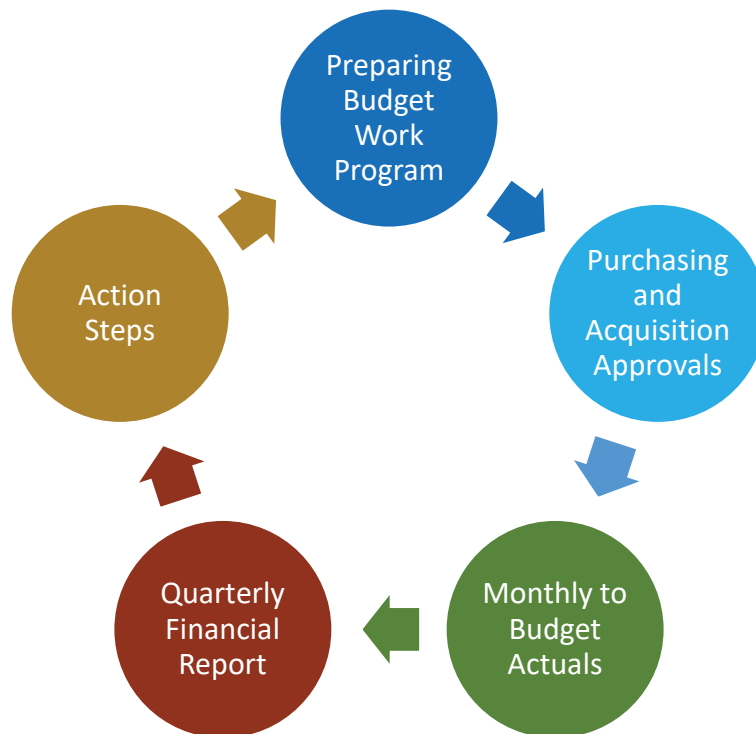 Preparing
Budget
Work
Program
Purchasing
and
Acquisition
Approvals
Monthly to
Budget
Actuals
Quarterly
Financial
Report
Action
Steps